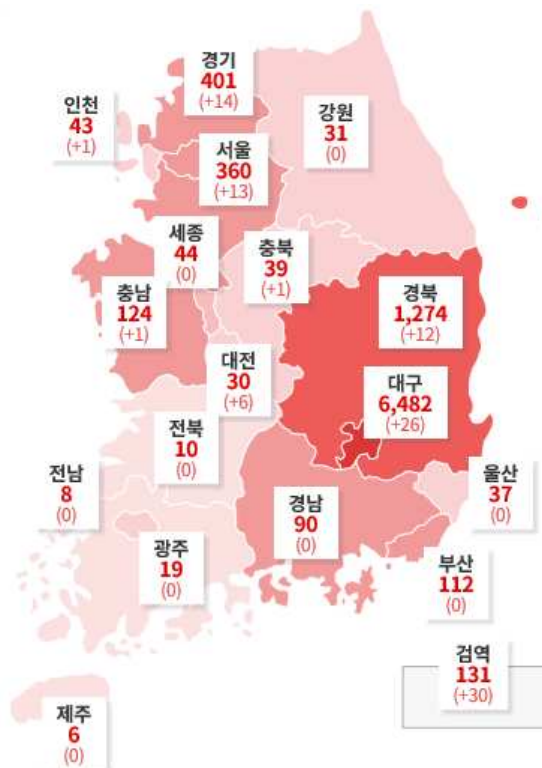 경기
401
(+14)
인천
43
(+1)
강원
31
(0)
서울
360
(+13)
세종
44
(0)
충북
39
(+1)
충남
124
(+1)
경북
1,274
(+12)
대전
30
(+6)
대구
6,482
(+26)
전북
10
(0)
전남
8
(0)
울산
37
(0)
경남
90
(0)
광주
19
(0)
부산
112
(0)
검역
131
(+30)
제주
6
(0)